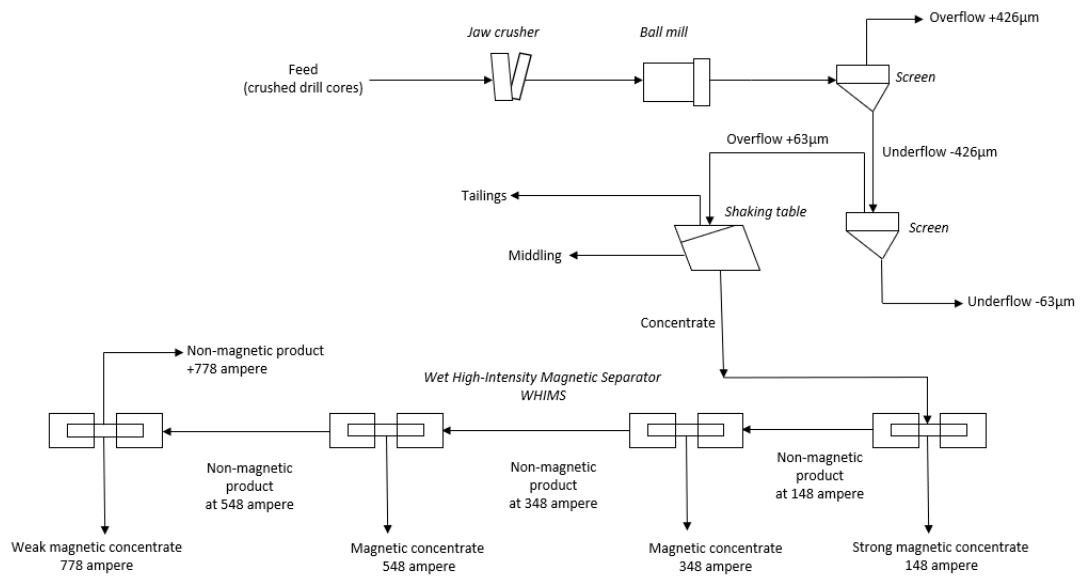 Overflow +426µm
Jaw crusher
Ball mill
Feed
(crushed drill cores)
Screen
Overflow +63µm
Underflow -426µm
Tailings
Shaking table
Screen
Middling
Underflow -63µm
Concentrate
Non-magnetic product
+778 ampere
Wet High-Intensity Magnetic Separator
WHIMS
Non-magnetic
product
at 548 ampere
Non-magnetic
product
at 348 ampere
Non-magnetic
product
at 148 ampere
Weak magnetic concentrate
778 ampere
Magnetic concentrate
548 ampere
Magnetic concentrate
348 ampere
Strong magnetic concentrate
148 ampere